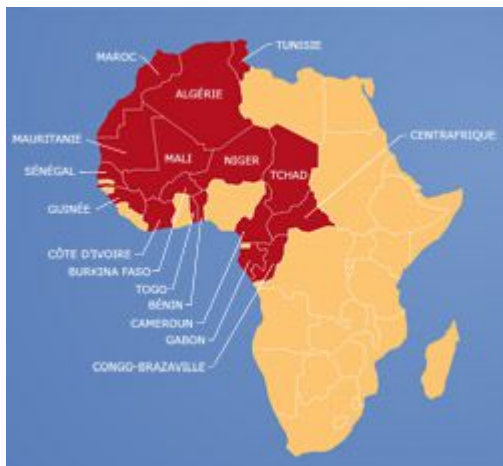 TUNISIE
MAROC
ALGÉRIE
CENTRAFRIQUE
MAURITANIE
MALI
NIGER
TCHAD
SÉNÉGAL
GUINÉE
CÔTE D'IVOIRE
BURKINA FASO
TOGO
BÉNIN
CAMEROUN
GABON
CONGO-BRAZAVILLE